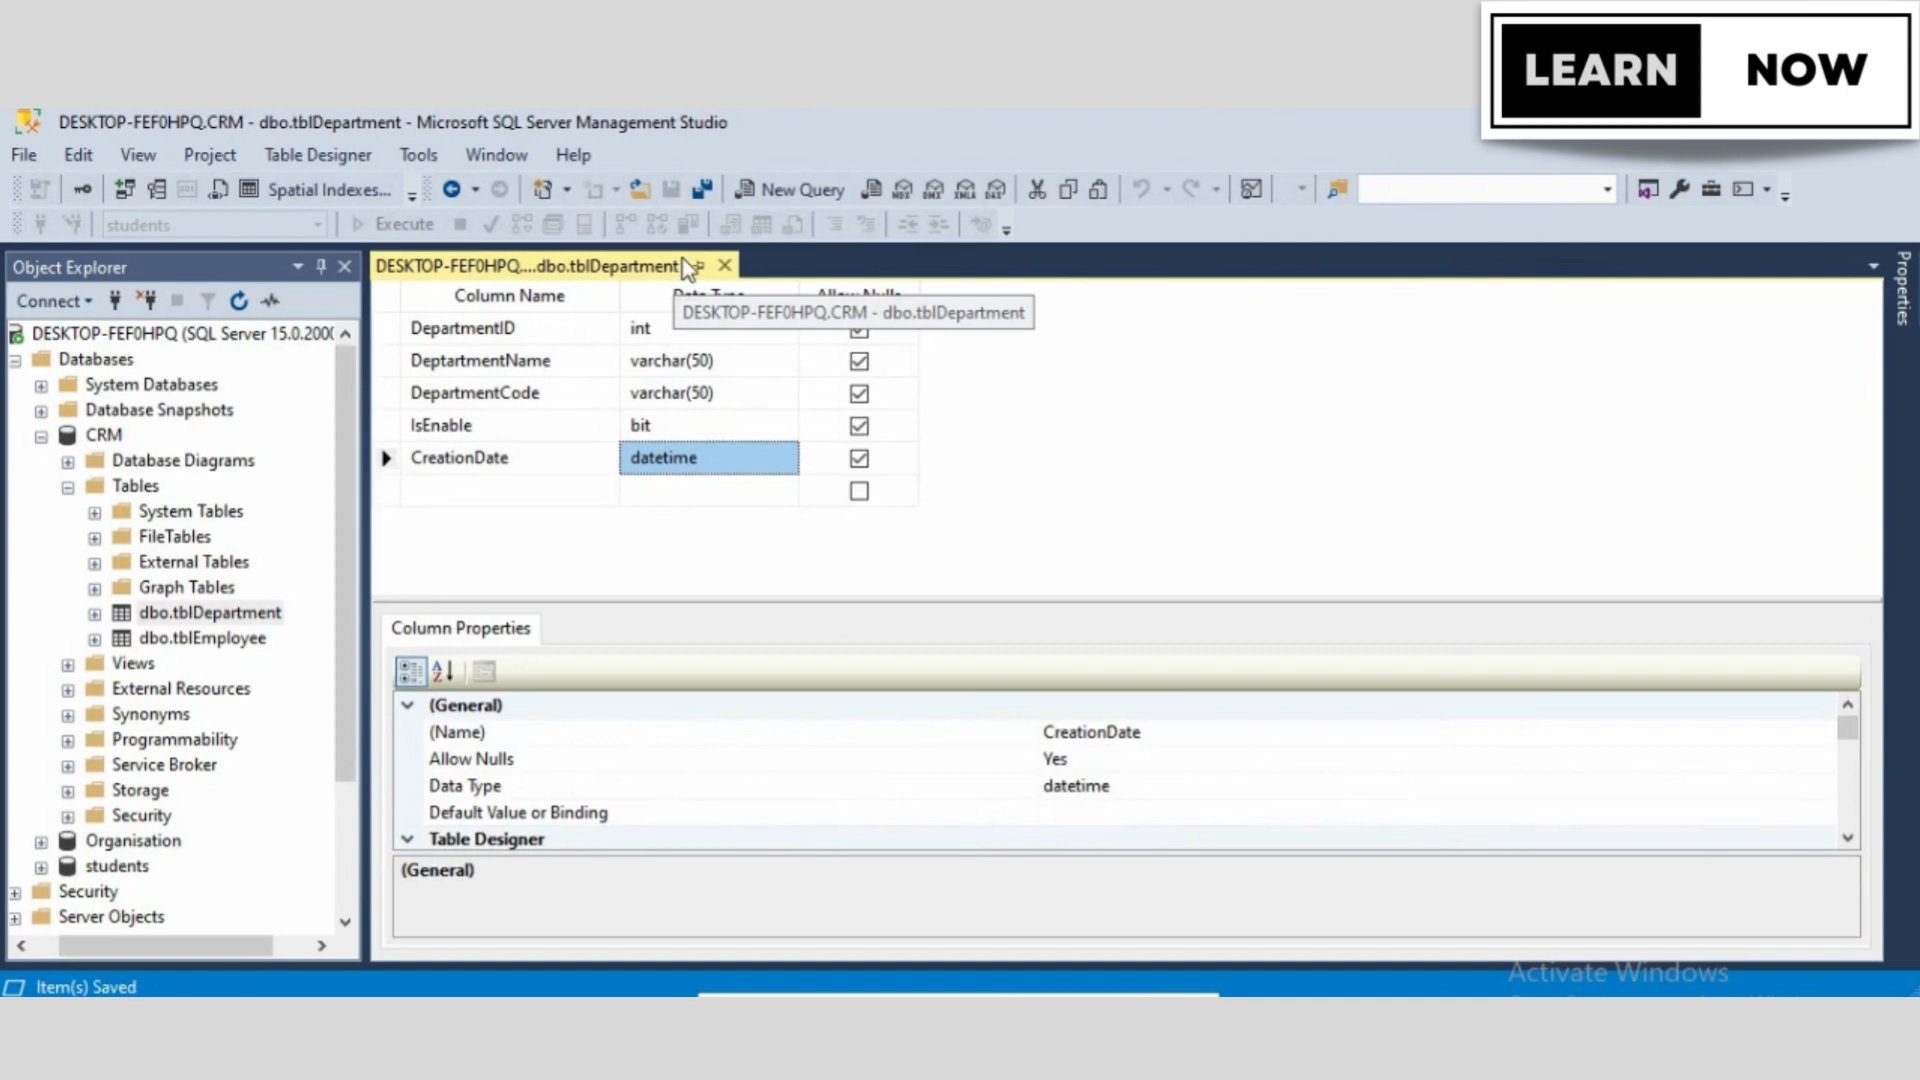 LEARN NOW
DESKTOP-FEF0HPQ.CRM - dbo.tblDepartment - Microsoft SQL Server Management Studio
File Edit View Project Table Designer Tools Window Help
Spatial Indexes... New Query
students Execute
Object Explorer
Connect
DESKTOP-FEF0HPQ (SQL Server 15.0.2000
Databases
System Databases
Database Snapshots
CRM
Database Diagrams
Tables
System Tables
FileTables
External Tables
Graph Tables
dbo.tblDepartment
dbo.tblEmployee
Views
External Resources
Synonyms
Programmability
Service Broker
Storage
Security
Organisation
students
Security
Server Objects
DESKTOP-FEF0HPQ....dbo.tblDepartment
Column Name Data Type Allow Nulls
DESKTOP-FEF0HPQ.CRM - dbo.tblDepartment
DepartmentID int
DeptartmentName varchar(50)
DepartmentCode varchar(50)
IsEnable bit
CreationDate datetime
Column Properties
(General)
(Name) CreationDate
Allow Nulls Yes
Data Type datetime
Default Value or Binding
Table Designer
(General)
Properties
Activate Windows
Item(s) Saved